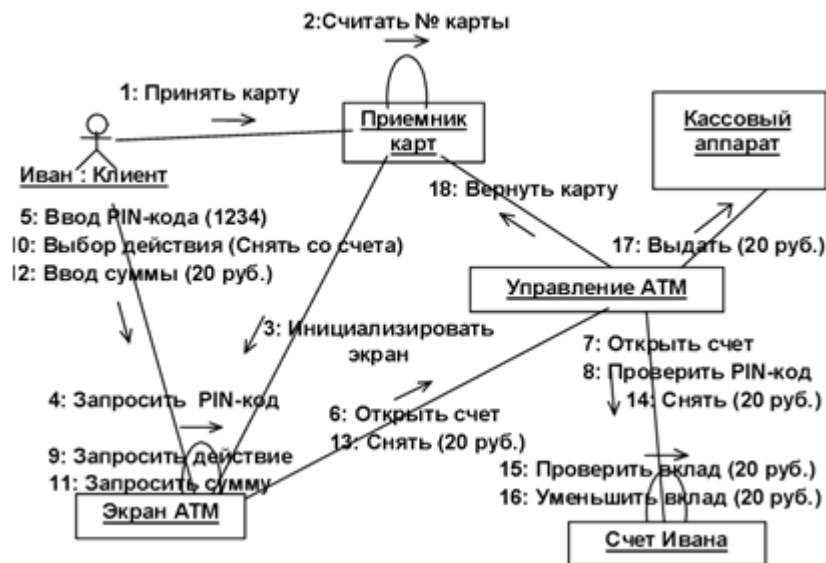 2:Считать № карты
1: Принять карту
Приемник
карт
Кассовый
аппарат
Иван : Клиент
18: Вернуть карту
5: Ввод PIN-кода (1234)
10: Выбор действия (Снять со счета)
12: Ввод суммы (20 руб.)
17: Выдать (20 руб.)
Управление АТМ
3: Инициализировать
экран
7: Открыть счет
8: Проверить PIN-код
14: Снять (20 руб.)
4: Запросить PIN-код
6: Открыть счет
13: Снять (20 руб.)
9: Запросить действие
11: Запросить сумму
15: Проверить вклад (20 руб.)
16: Уменьшить вклад (20 руб.)
Экран АТМ
Счет Ивана